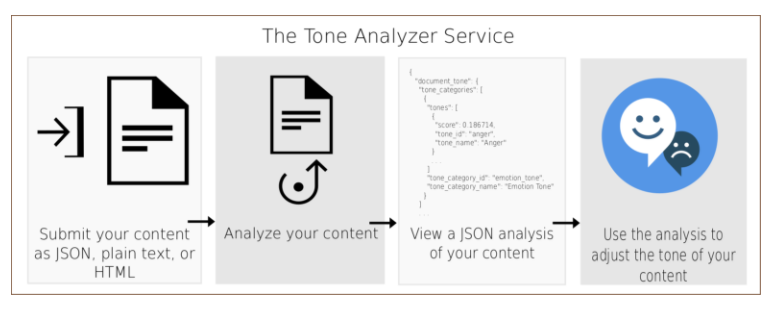 The Tone Analyzer Service
Submit your content
as JSON, plain text, or
HTML
Analyze your content
{
"document_tone": {
"tone_categories": [
{
"tones": [
{
"score": 0.186714,
"tone_id": "anger",
"tone_name": "Anger"
}
...
]
"tone_category_id": "emotion_tone",
"tone_category_name": "Emotion Tone"
}
]
...
View a JSON analysis
of your content
Use the analysis to
adjust the tone of your
content